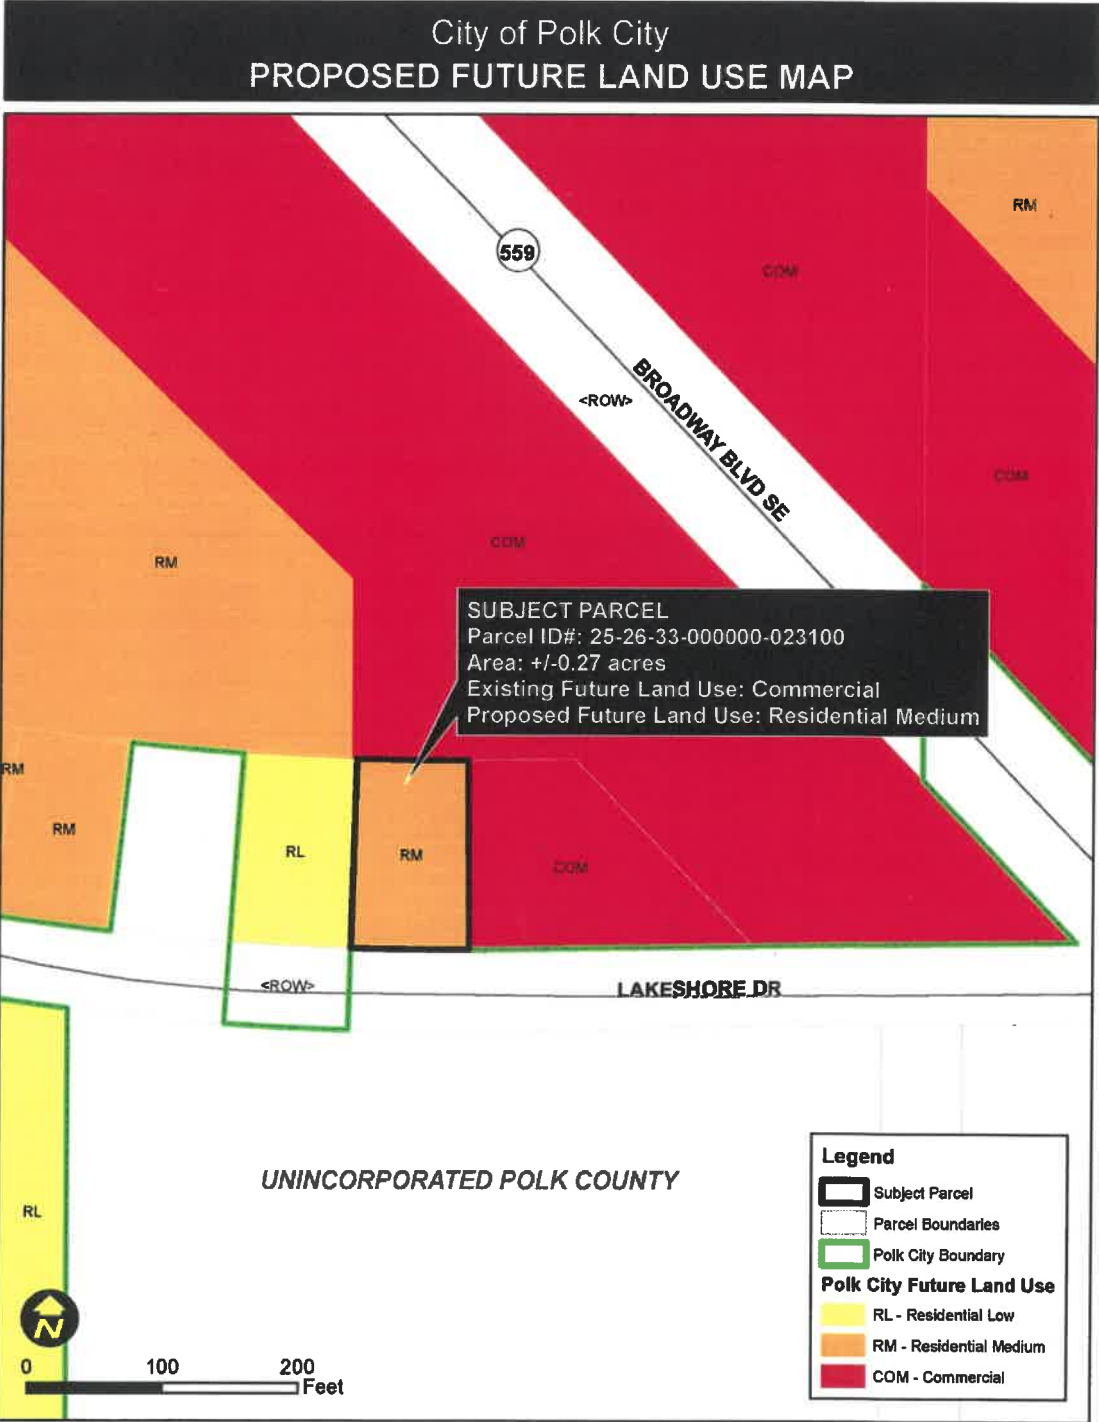 City of Polk City
PROPOSED FUTURE LAND USE MAP
RM
559
COM
BROADWAY BLVD SE
<ROW>
COM
COM
RM
SUBJECT PARCEL
Parcel ID#: 25-26-33-000000-023100
Area: +/-0.27 acres
Existing Future Land Use: Commercial
Proposed Future Land Use: Residential Medium
RM
RM
RL
RM
COM
<ROW>
LAKESHORE DR
UNINCORPORATED POLK COUNTY
RL
N
0 100 200
Feet
Legend
Subject Parcel
Parcel Boundaries
Polk City Boundary
Polk City Future Land Use
RL - Residential Low
RM - Residential Medium
COM - Commercial